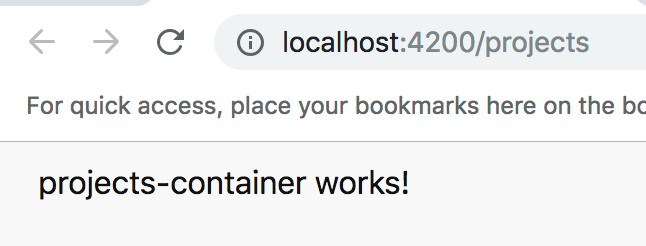 localhost:4200/projects
For quick access, place your bookmarks here on the bo
projects-container works!